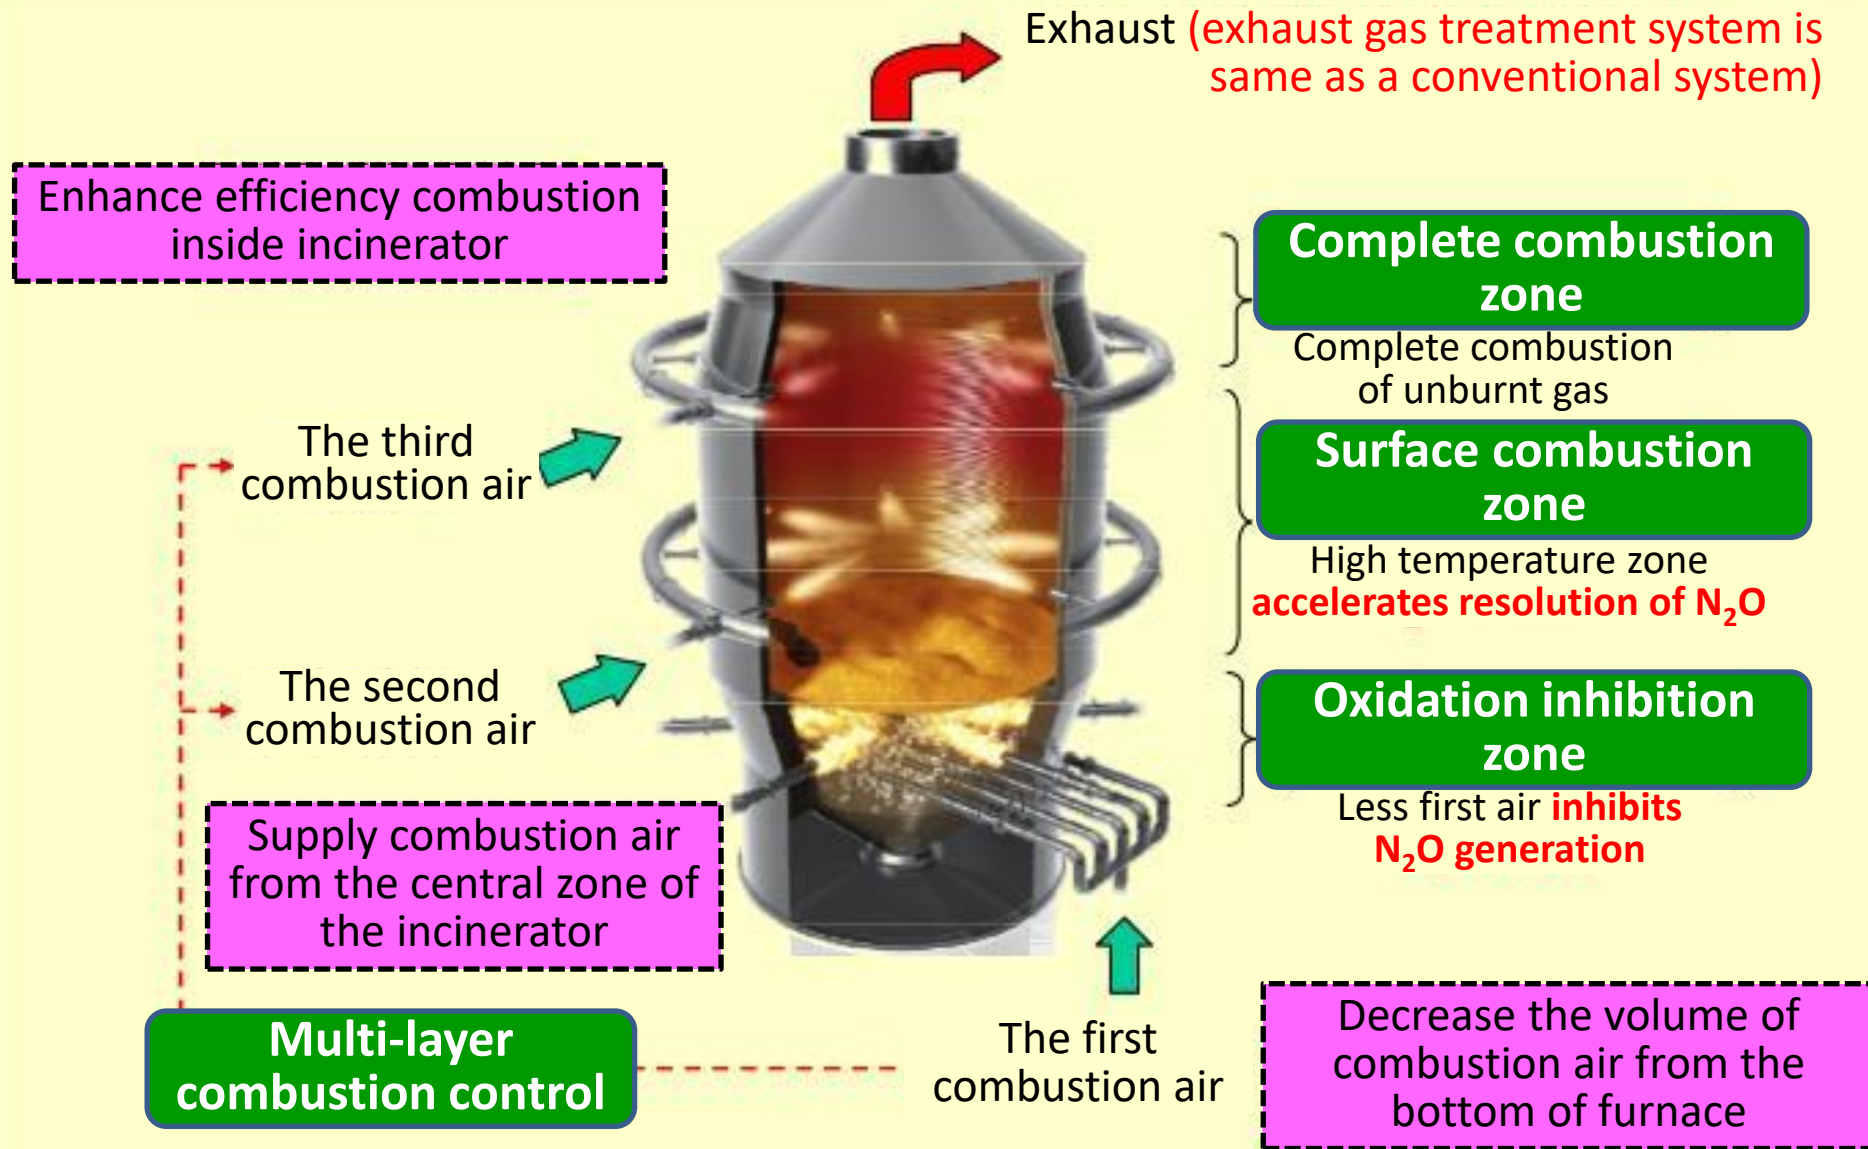 Exhaust (exhaust gas treatment system is
same as a conventional system)
Enhance efficiency combustion
inside incinerator
Complete combustion
zone
Complete combustion
of unburnt gas
The third
combustion air
Surface combustion
zone
High temperature zone
accelerates resolution of N₂O
The second
combustion air
Oxidation inhibition
zone
Less first air inhibits
N₂O generation
Supply combustion air
from the central zone of
the incinerator
Multi-layer
combustion control
The first
combustion air
Decrease the volume of
combustion air from the
bottom of furnace